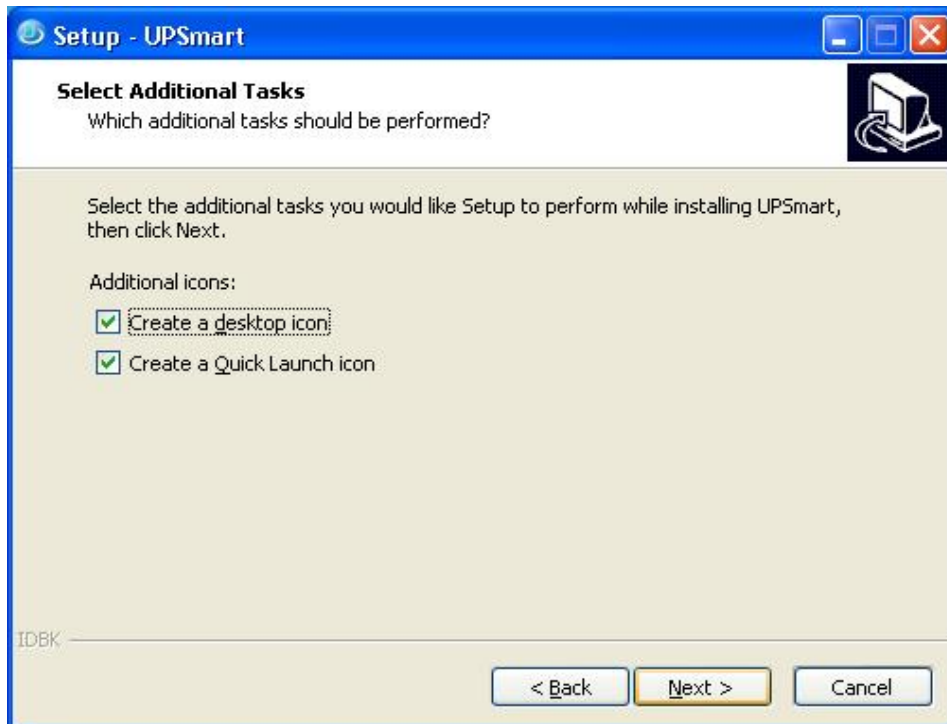 Setup - UPSmart
Select Additional Tasks
Which additional tasks should be performed?
Select the additional tasks you would like Setup to perform while installing UPSmart,
then click Next.
Additional icons:
Create a desktop icon
Create a Quick Launch icon
IDBK
< Back Next > Cancel